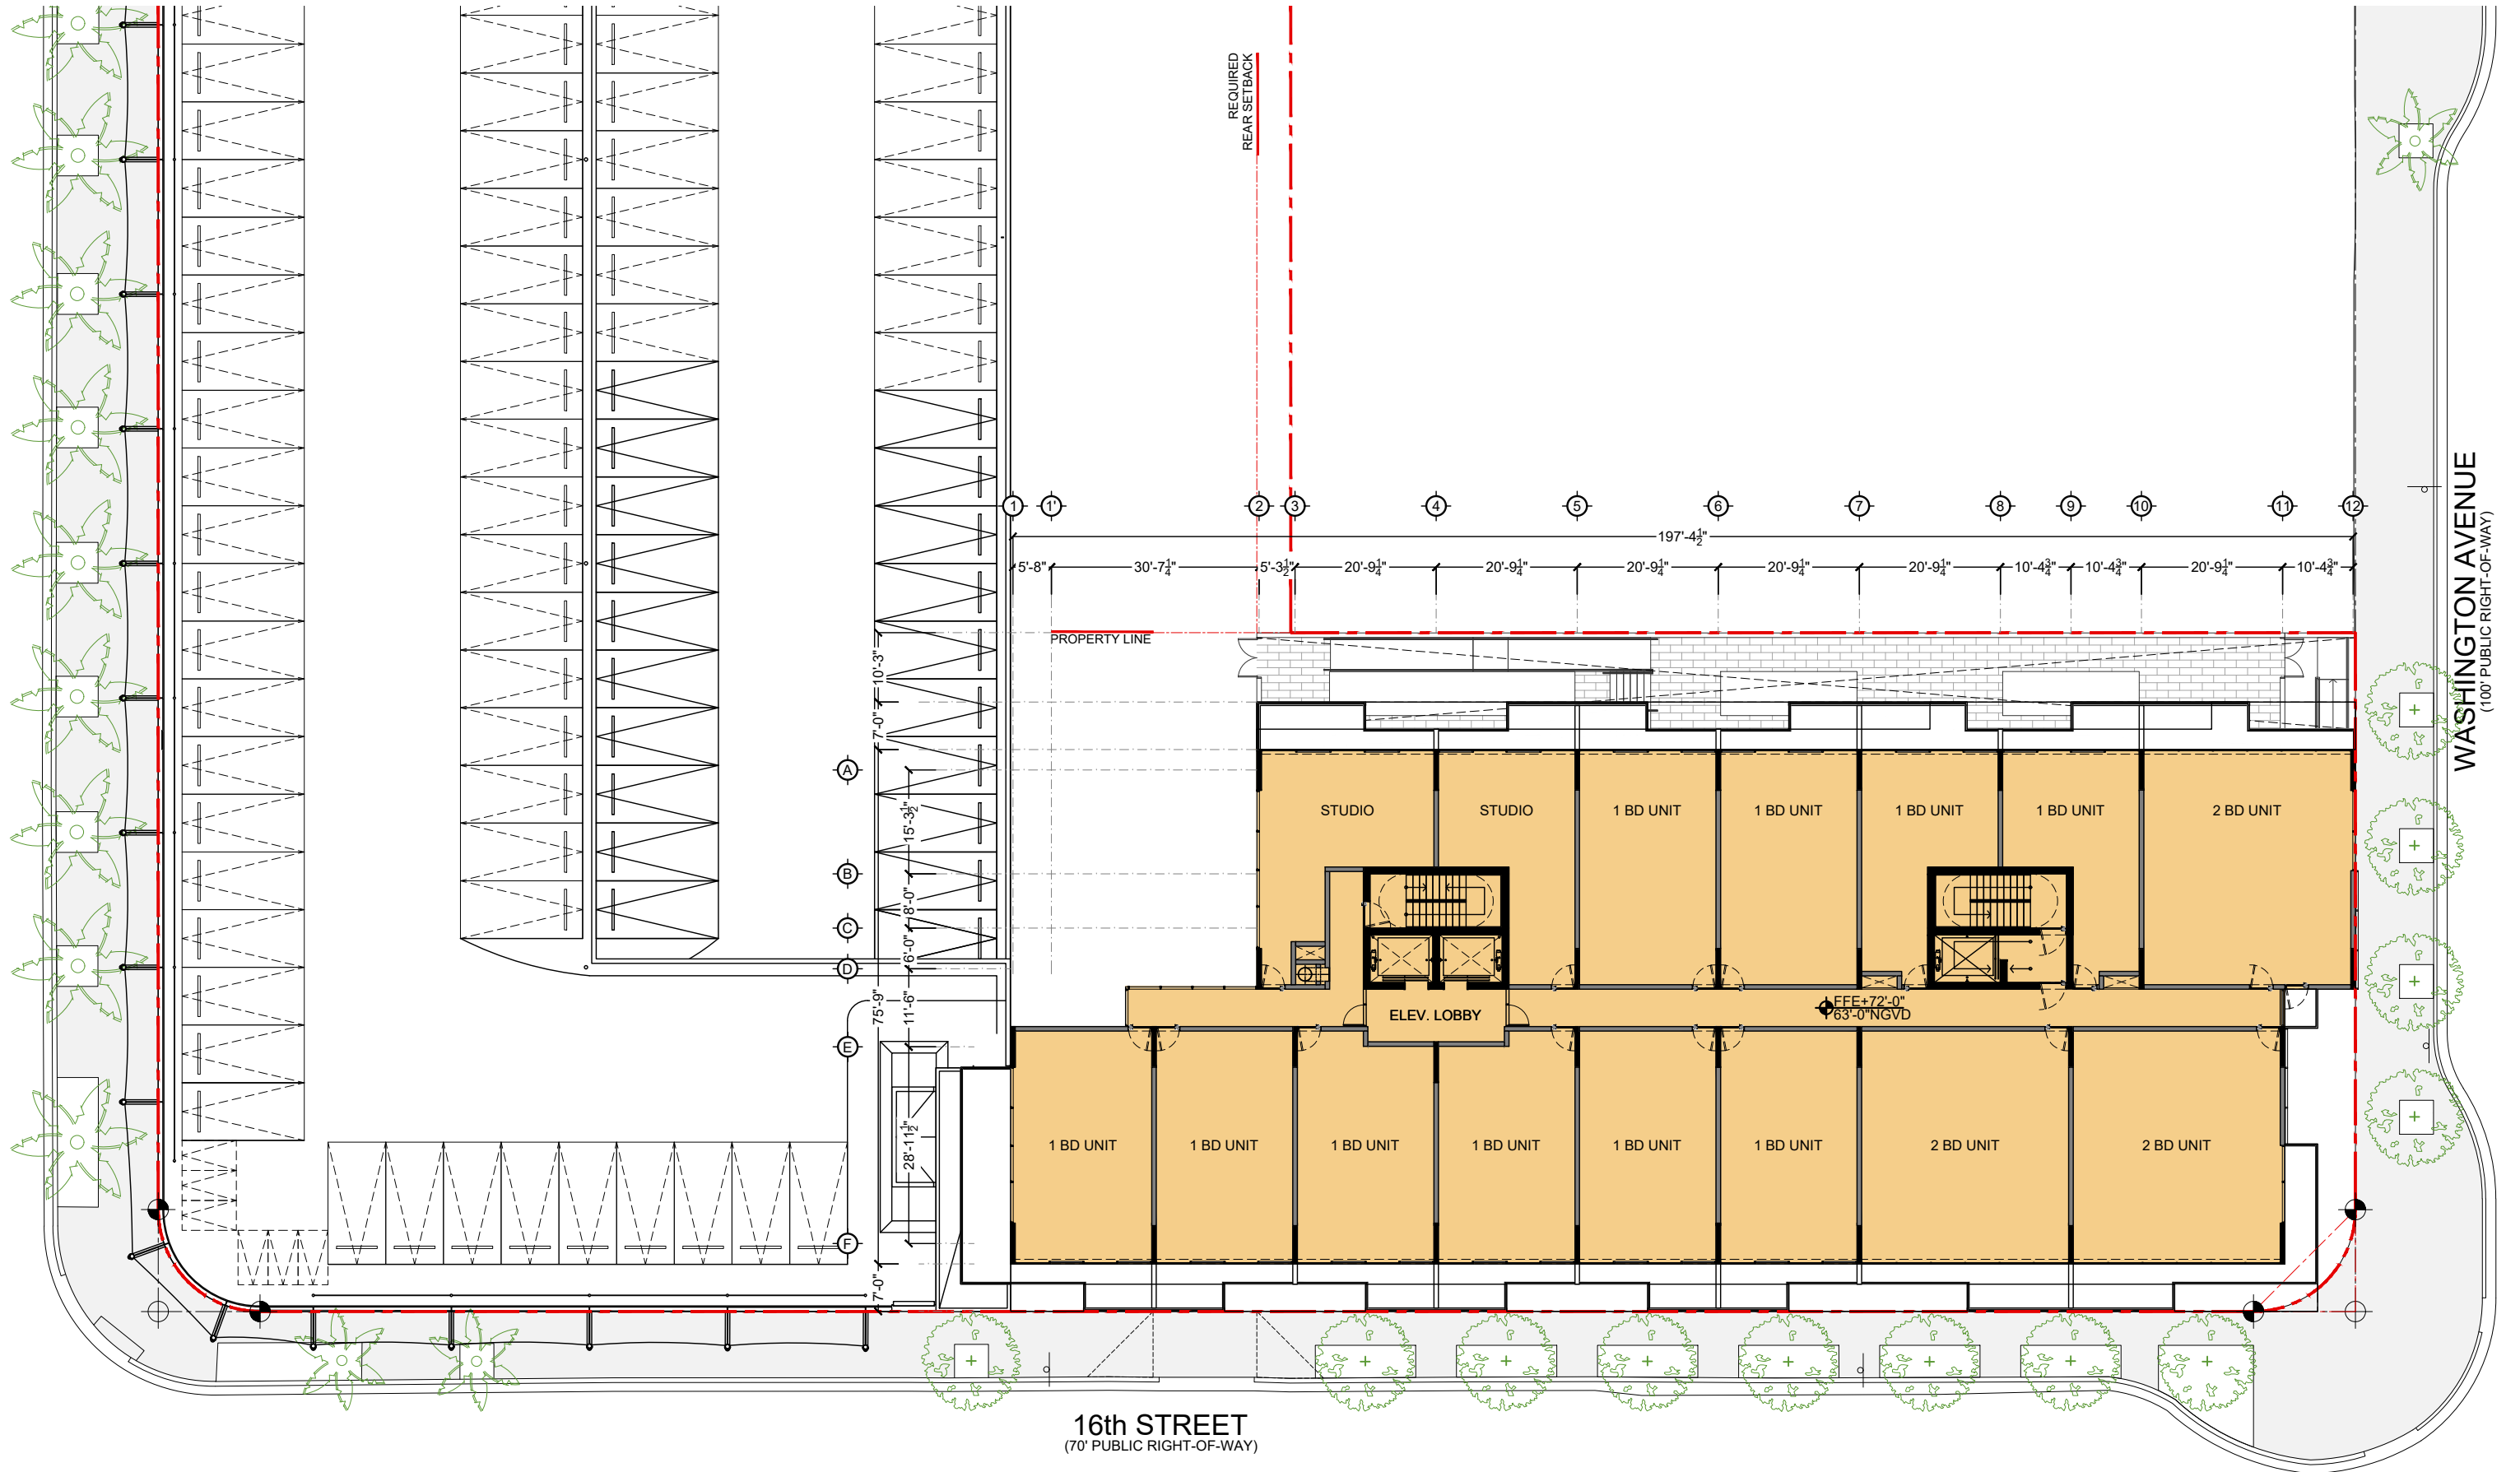 REQUIRED
REAR SETBACK
1
1'
2
3
4
5
6
7
8
9
10
11
12
197'-4½"
5'-8"
30'-7¼"
5'-3½"
20'-9¼"
20'-9¼"
20'-9¼"
20'-9¼"
20'-9¼"
10'-4¾"
10'-4¾"
20'-9¼"
10'-4¾"
PROPERTY LINE
WASHINGTON AVENUE
(100' PUBLIC RIGHT-OF-WAY)
10'-3"
7'-0"
A
15'-3½"
B
8'-0"
C
6'-0"
D
75'-9"
11'-6"
E
28'-11½"
F
7'-0"
STUDIO
STUDIO
1 BD UNIT
1 BD UNIT
1 BD UNIT
1 BD UNIT
2 BD UNIT
ELEV. LOBBY
FFE+72'-0"
63'-0"NGVD
1 BD UNIT
1 BD UNIT
1 BD UNIT
1 BD UNIT
1 BD UNIT
1 BD UNIT
2 BD UNIT
2 BD UNIT
16th STREET
(70' PUBLIC RIGHT-OF-WAY)